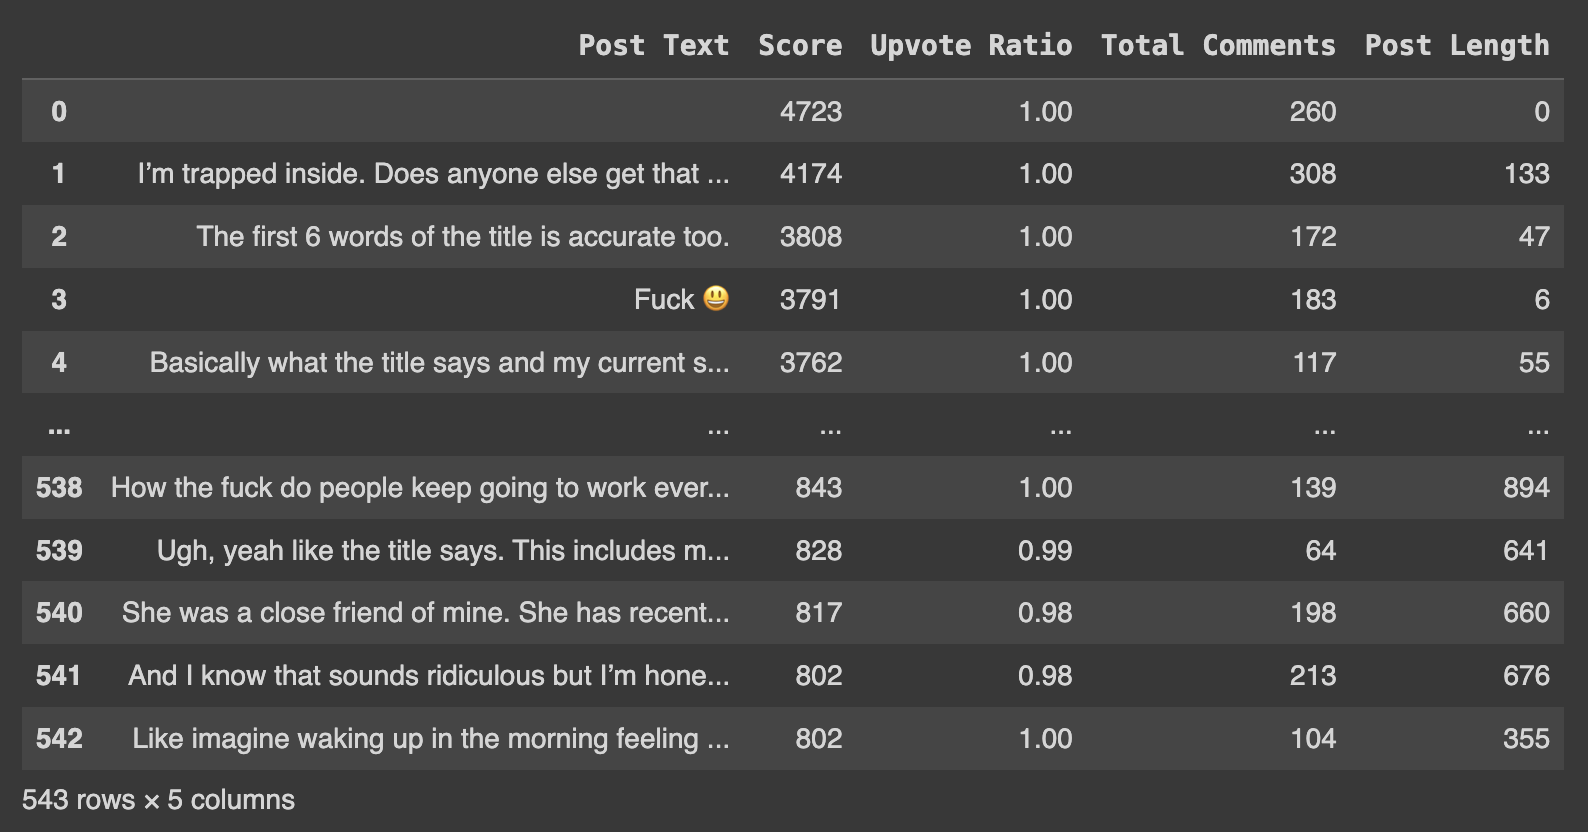 Post Text Score Upvote Ratio Total Comments Post Length
0 4723 1.00 260 0
1 I’m trapped inside. Does anyone else get that ... 4174 1.00 308 133
2 The first 6 words of the title is accurate too. 3808 1.00 172 47
3 Fuck 😃 3791 1.00 183 6
4 Basically what the title says and my current s... 3762 1.00 117 55
... ... ... ... ... ...
538 How the fuck do people keep going to work ever... 843 1.00 139 894
539 Ugh, yeah like the title says. This includes m... 828 0.99 64 641
540 She was a close friend of mine. She has recent... 817 0.98 198 660
541 And I know that sounds ridiculous but I’m hone... 802 0.98 213 676
542 Like imagine waking up in the morning feeling ... 802 1.00 104 355
543 rows × 5 columns